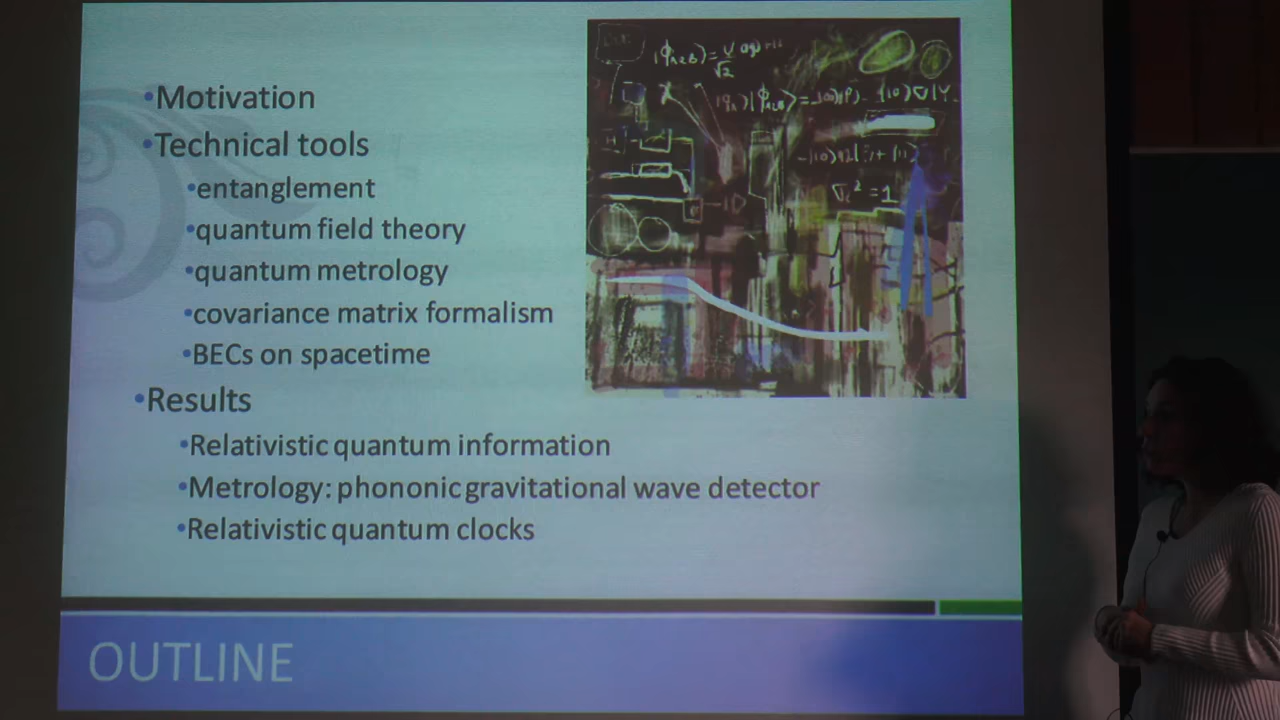 •Motivation
•Technical tools
•entanglement
•quantum field theory
•quantum metrology
•covariance matrix formalism
•BECs on spacetime
•Results
•Relativistic quantum information
•Metrology: phononic gravitational wave detector
•Relativistic quantum clocks
OUTLINE